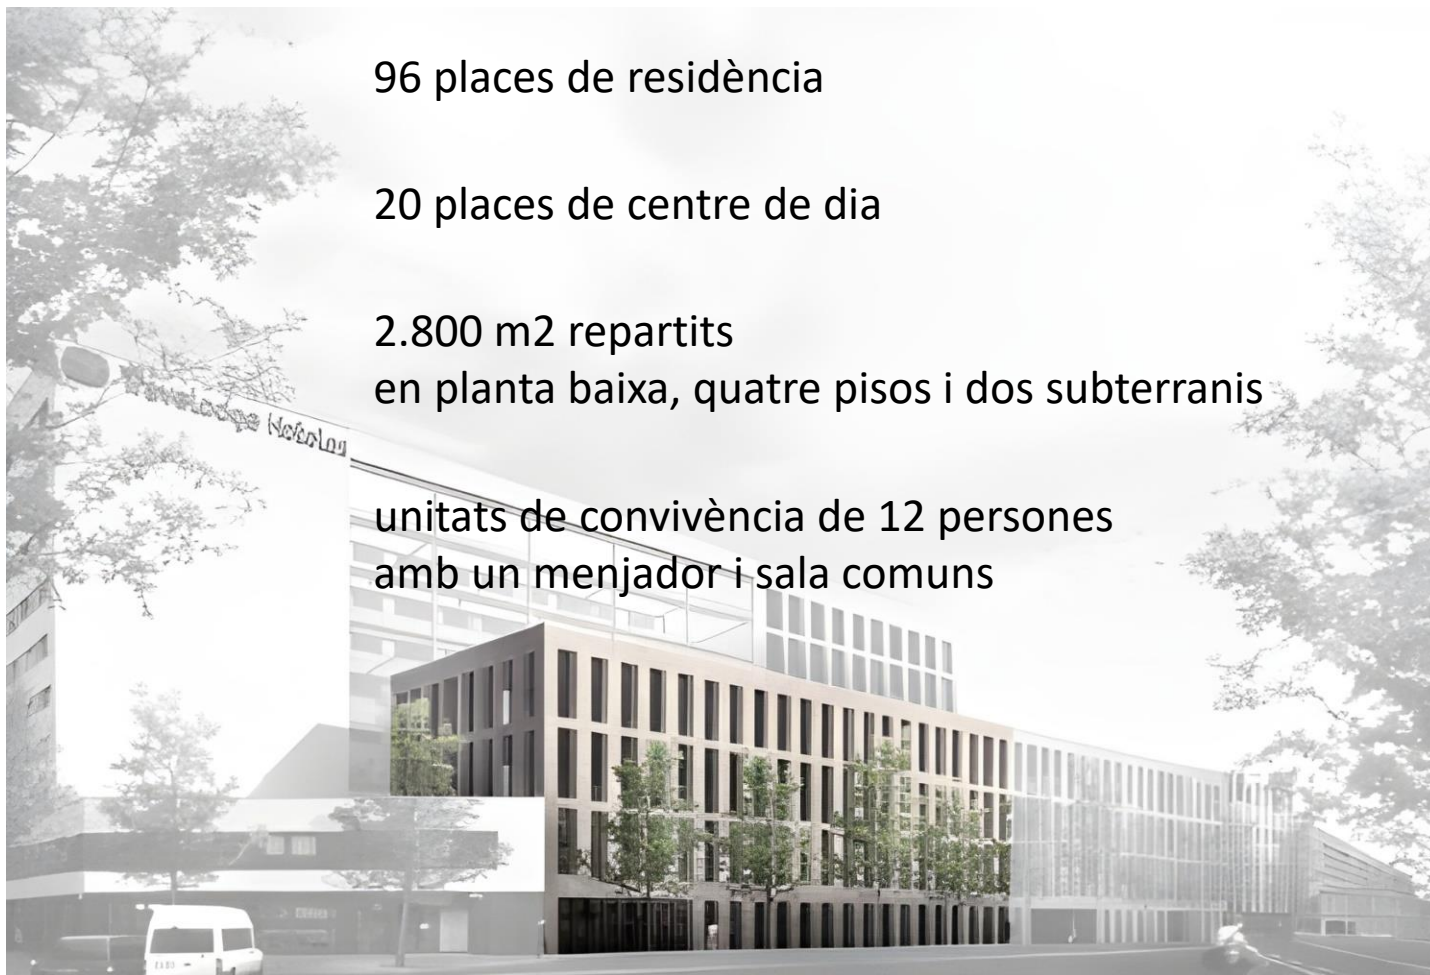 96 places de residència
20 places de centre de dia
2.800 m2 repartits
en planta baixa, quatre pisos i dos subterranis
unitats de convivència de 12 persones
amb un menjador i sala comuns